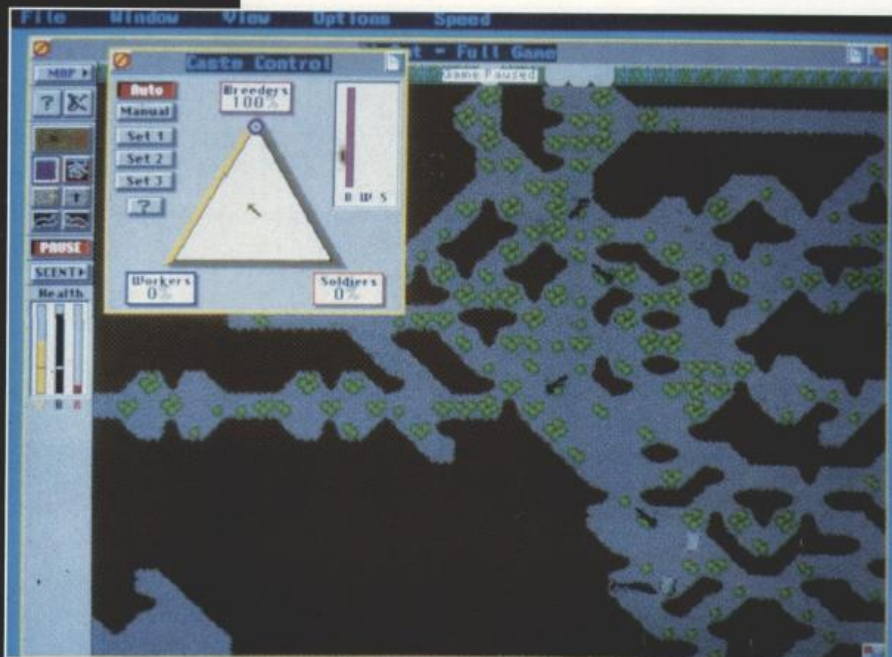 File Window View Options Speed
Caste Control
Ant - Full Game
MAP
Game Paused
Auto
Breeders
100%
Manual
?
Set 1
Set 2
Set 3
?
B W S
PAUSE
SCENT
Workers
0%
Soldiers
0%
Health
Y B R